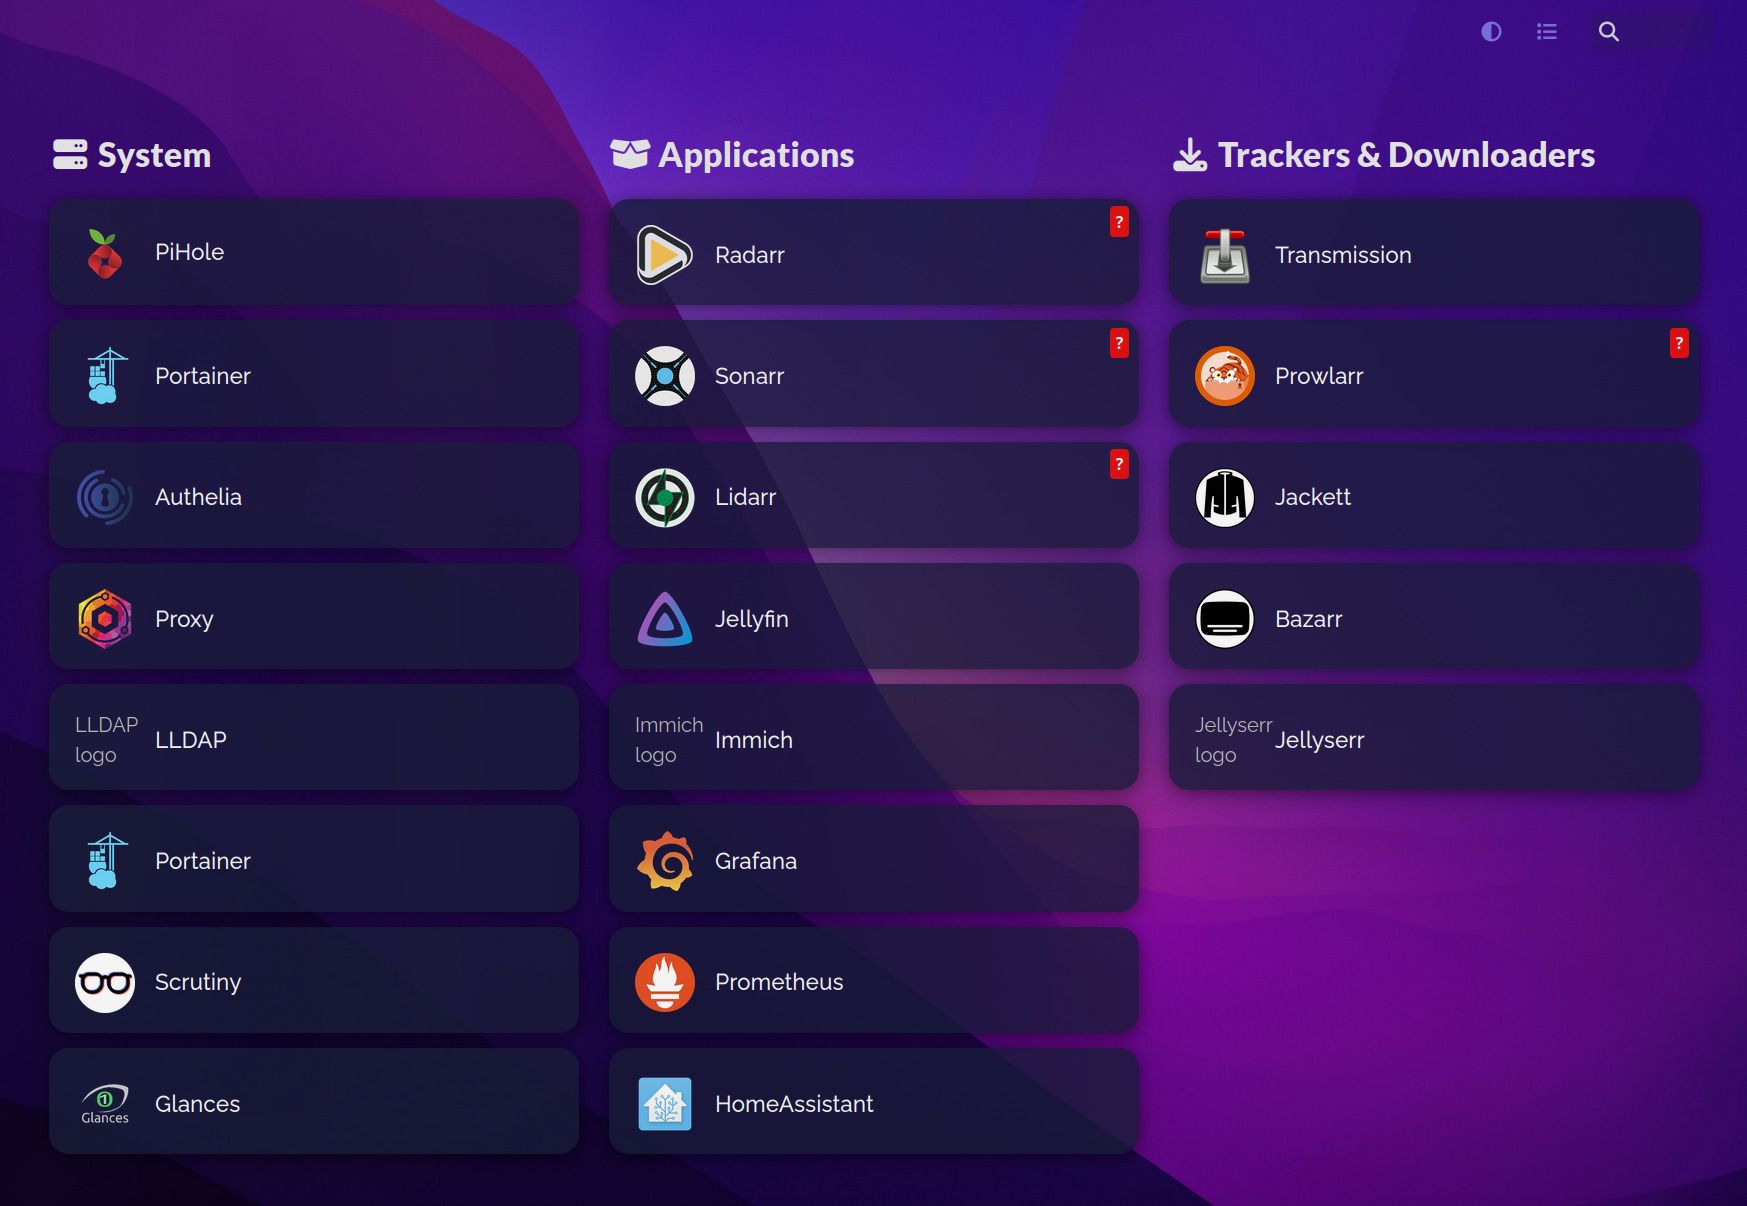 System
PiHole
Portainer
Authelia
Proxy
LLDAP
logo
LLDAP
Portainer
Scrutiny
Glances
Glances
Applications
?
Radarr
?
Sonarr
?
Lidarr
Jellyfin
Immich
logo
Immich
Grafana
Prometheus
HomeAssistant
Trackers & Downloaders
Transmission
?
Prowlarr
Jackett
Bazarr
Jellyserr
logo
Jellyserr